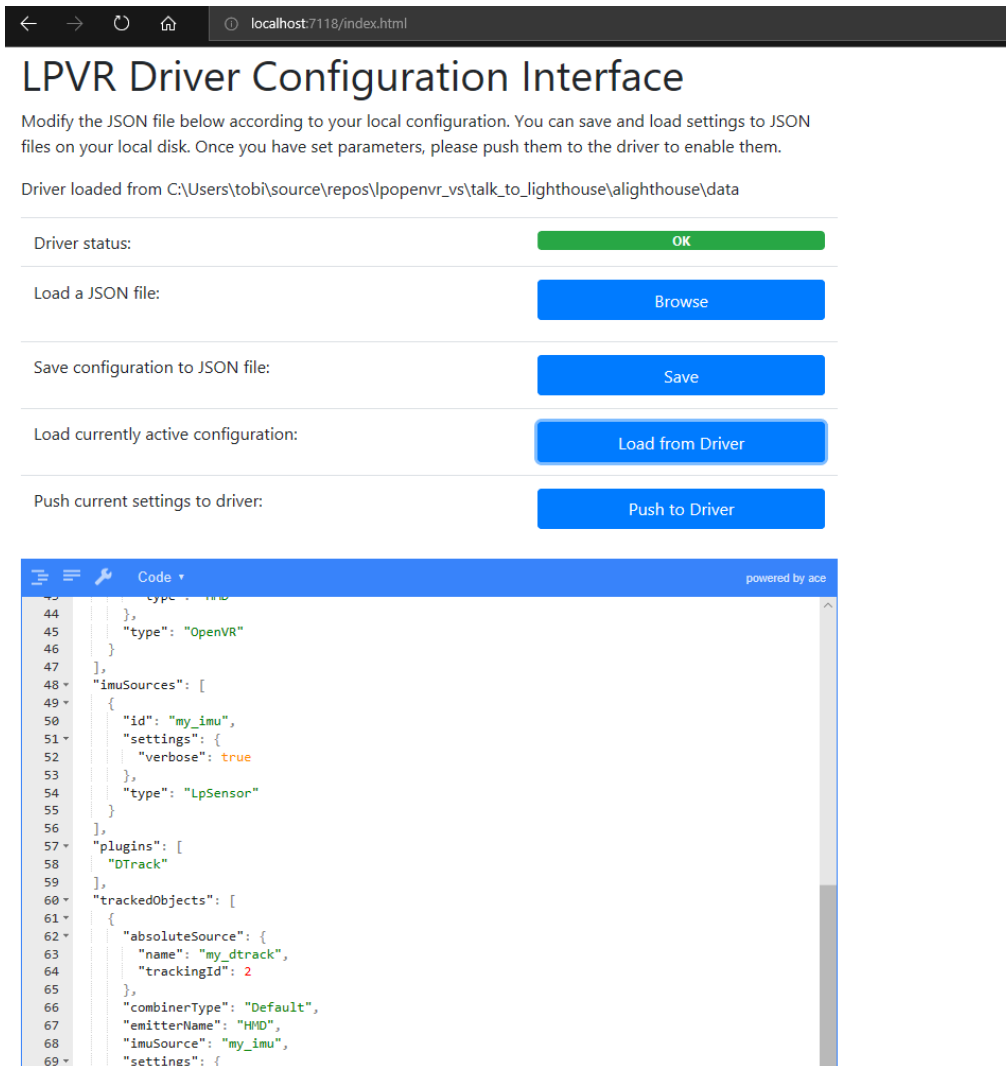 localhost:7118/index.html
LPVR Driver Configuration Interface
Modify the JSON file below according to your local configuration. You can save and load settings to JSON
files on your local disk. Once you have set parameters, please push them to the driver to enable them.
Driver loaded from C:\Users\tobi\source\repos\lpopenvr_vs\talk_to_lighthouse\alighthouse\data
Driver status: OK
Load a JSON file: Browse
Save configuration to JSON file: Save
Load currently active configuration: Load from Driver
Push current settings to driver: Push to Driver
Code powered by ace
43 "type": "HMD"
44 },
45 "type": "OpenVR"
46 }
47 ],
48 "imuSources": [
49 {
50 "id": "my_imu",
51 "settings": {
52 "verbose": true
53 },
54 "type": "LpSensor"
55 }
56 ],
57 "plugins": [
58 "DTrack"
59 ],
60 "trackedObjects": [
61 {
62 "absoluteSource": {
63 "name": "my_dtrack",
64 "trackingId": 2
65 },
66 "combinerType": "Default",
67 "emitterName": "HMD",
68 "imuSource": "my_imu",
69 "settings": {